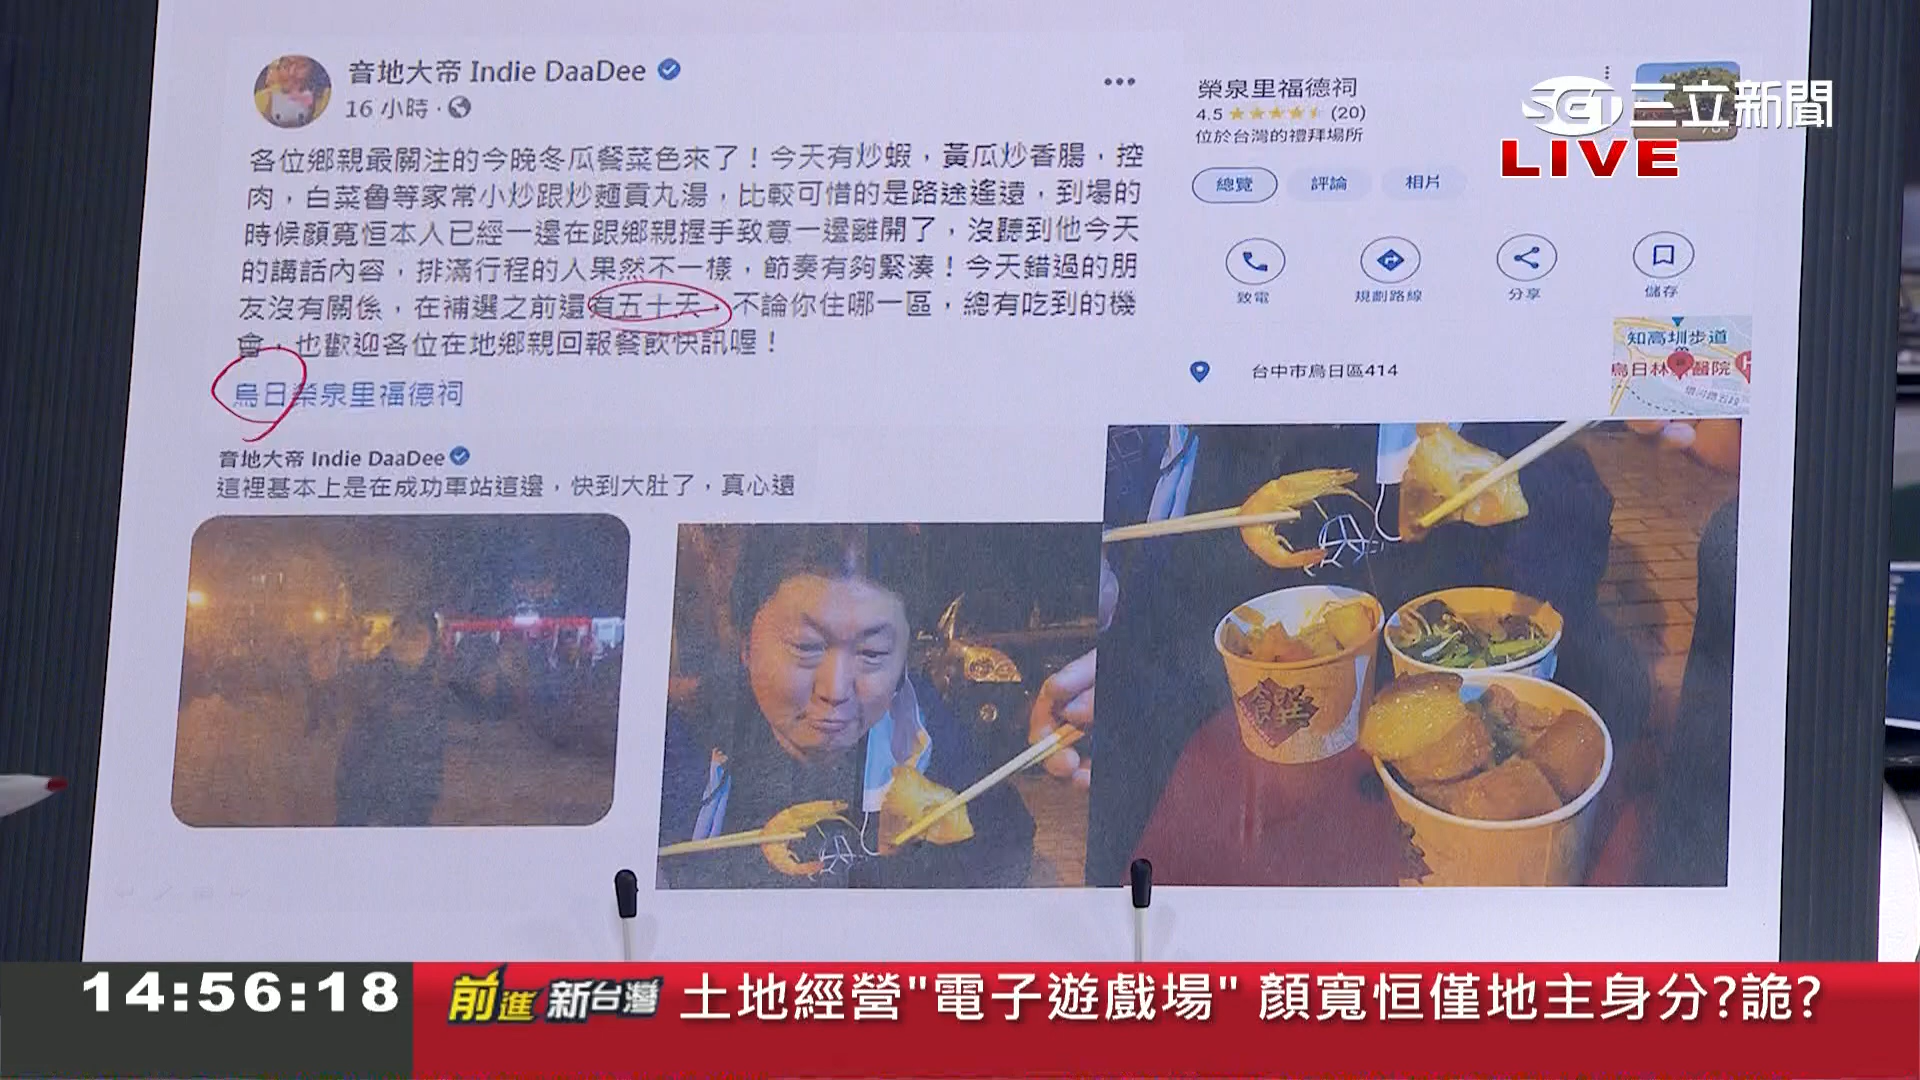 音地大帝 Indie DaaDee
16 小時
各位鄉親最關注的今晚冬瓜餐菜色來了！今天有炒蝦，黃瓜炒香腸，控
肉，白菜魯等家常小炒跟炒麵貢丸湯，比較可惜的是路途遙遠，到場的
時候顏寬恒本人已經一邊在跟鄉親握手致意一邊離開了，沒聽到他今天
的講話內容，排滿行程的人果然不一樣，節奏有夠緊湊！今天錯過的朋
友沒有關係，在補選之前還有五十天，不論你住哪一區，總有吃到的機
會，也歡迎各位在地鄉親回報餐飲快訊喔！
烏日榮泉里福德祠
音地大帝 Indie DaaDee
這裡基本上是在成功車站這邊，快到大肚了，真心遠
榮泉里福德祠
4.5 (20)
位於台灣的禮拜場所
總覽 評論 相片
致電 規劃路線 分享 儲存
台中市烏日區414
知高圳步道
烏日林新醫院
環河路五段
饌
SET 三立新聞
LIVE
14:56:18
前進新台灣
土地經營"電子遊戲場" 顏寬恒僅地主身分?詭?